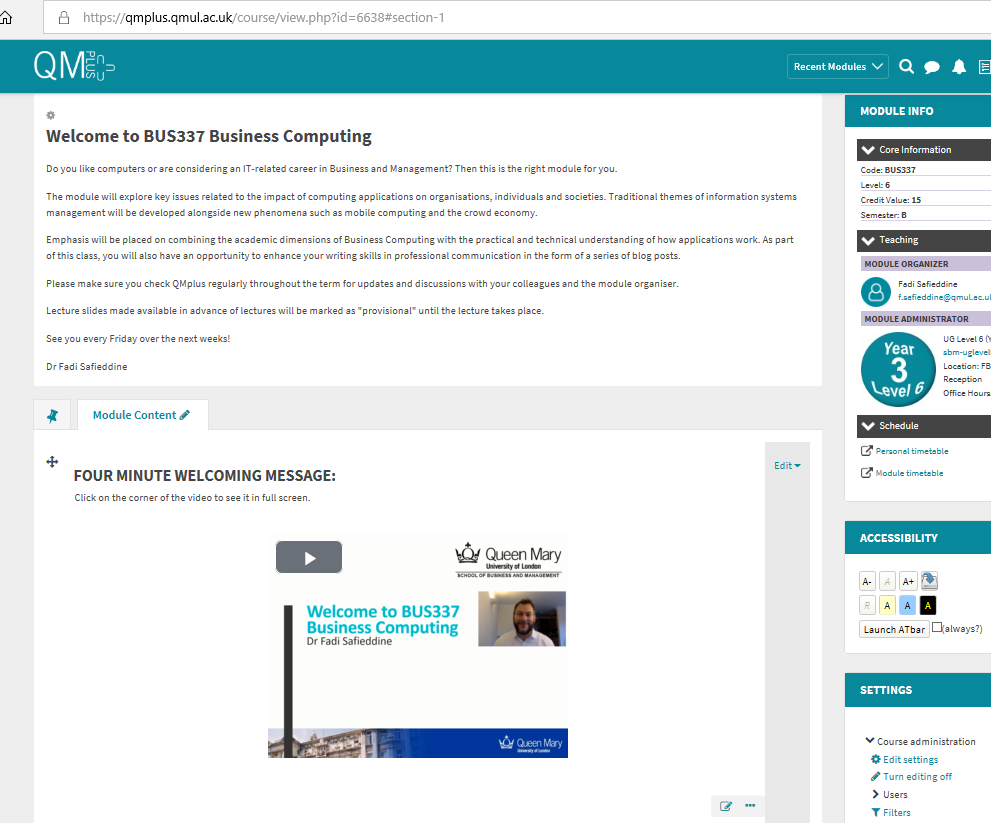 https://qmplus.qmul.ac.uk/course/view.php?id=6638#section-1
QM PLUS
Recent Modules
Welcome to BUS337 Business Computing
Do you like computers or are considering an IT-related career in Business and Management? Then this is the right module for you.
The module will explore key issues related to the impact of computing applications on organisations, individuals and societies. Traditional themes of information systems
management will be developed alongside new phenomena such as mobile computing and the crowd economy.
Emphasis will be placed on combining the academic dimensions of Business Computing with the practical and technical understanding of how applications work. As part
of this class, you will also have an opportunity to enhance your writing skills in professional communication in the form of a series of blog posts.
Please make sure you check QMplus regularly throughout the term for updates and discussions with your colleagues and the module organiser.
Lecture slides made available in advance of lectures will be marked as "provisional" until the lecture takes place.
See you every Friday over the next weeks!
Dr Fadi Safieddine
Module Content
FOUR MINUTE WELCOMING MESSAGE:
Click on the corner of the video to see it in full screen.
Edit
Queen Mary
University of London
SCHOOL OF BUSINESS AND MANAGEMENT
Welcome to BUS337
Business Computing
Dr Fadi Safieddine
Queen Mary
University of London
MODULE INFO
Core Information
Code: BUS337
Level: 6
Credit Value: 15
Semester: B
Teaching
MODULE ORGANIZER
Fadi Safieddine
f.safieddine@qmul.ac.u
MODULE ADMINISTRATOR
Year
3
Level 6
UG Level 6 (Y
sbm-uglevel
Location: FB
Reception
Office Hours
Schedule
Personal timetable
Module timetable
ACCESSIBILITY
A- A A+
R A A A
Launch ATbar (always?)
SETTINGS
Course administration
Edit settings
Turn editing off
Users
Filters